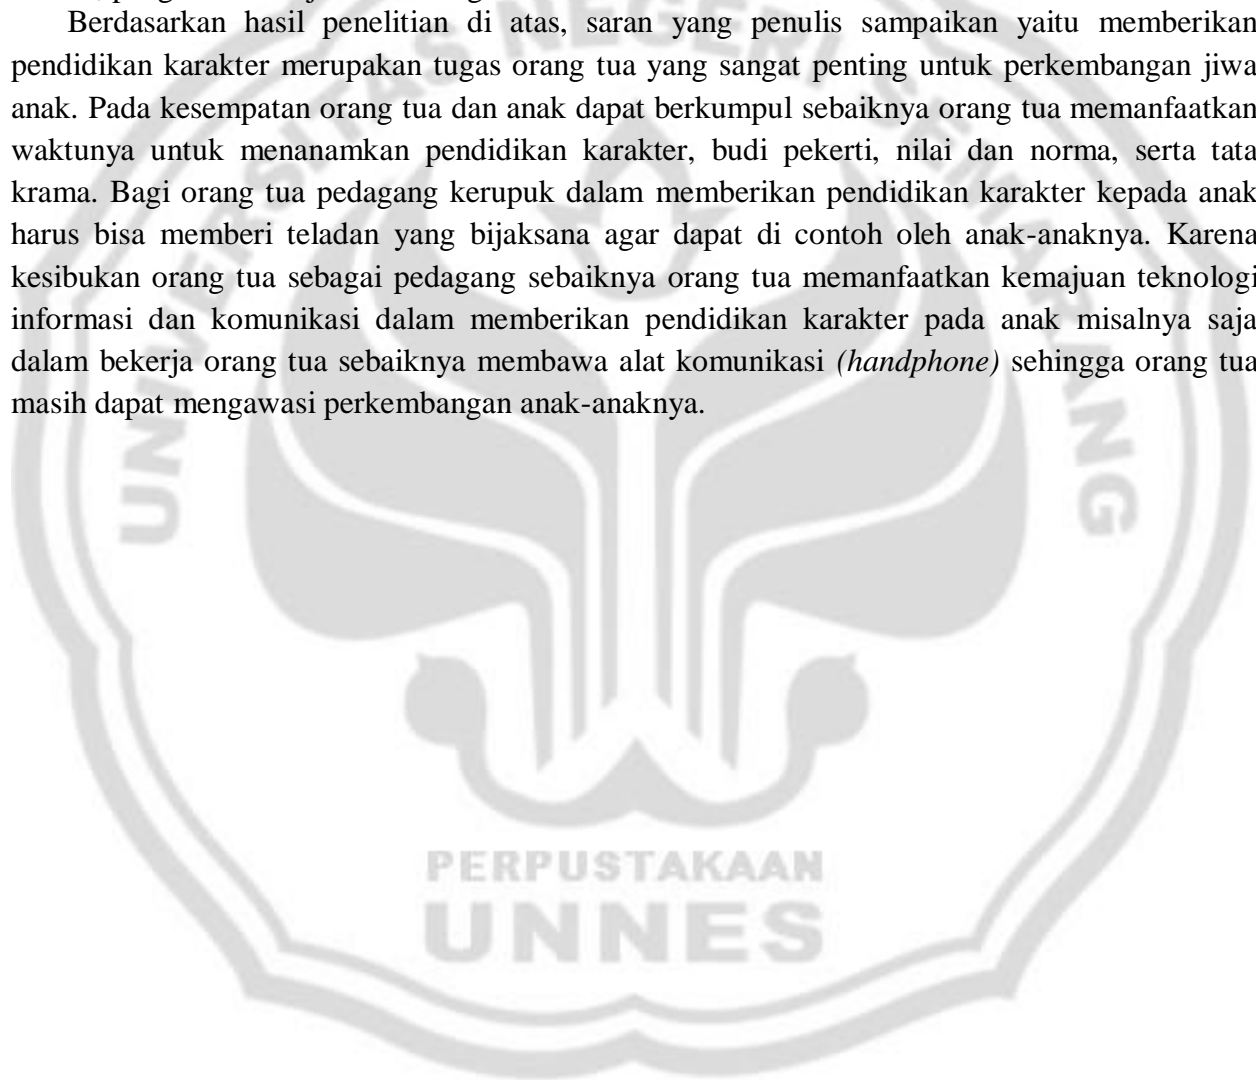 Berdasarkan hasil penelitian di atas, saran yang penulis sampaikan yaitu memberikan
pendidikan karakter merupakan tugas orang tua yang sangat penting untuk perkembangan jiwa
anak. Pada kesempatan orang tua dan anak dapat berkumpul sebaiknya orang tua memanfaatkan
waktunya untuk menanamkan pendidikan karakter, budi pekerti, nilai dan norma, serta tata
krama. Bagi orang tua pedagang kerupuk dalam memberikan pendidikan karakter kepada anak
harus bisa memberi teladan yang bijaksana agar dapat di contoh oleh anak-anaknya. Karena
kesibukan orang tua sebagai pedagang sebaiknya orang tua memanfaatkan kemajuan teknologi
informasi dan komunikasi dalam memberikan pendidikan karakter pada anak misalnya saja
dalam bekerja orang tua sebaiknya membawa alat komunikasi (handphone) sehingga orang tua
masih dapat mengawasi perkembangan anak-anaknya.
UNIVERSITAS NEGERI SEMARANG
PERPUSTAKAAN
UNNES